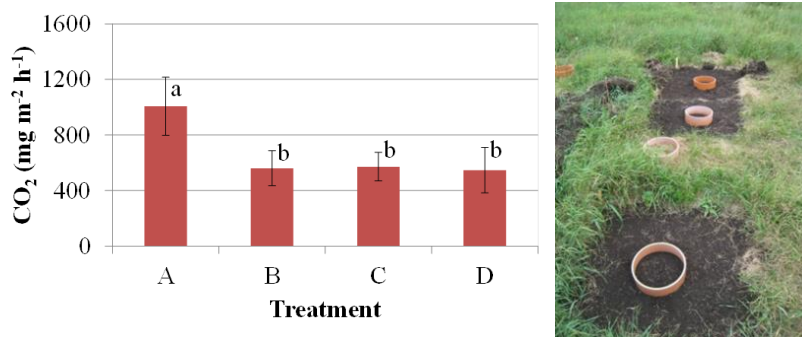 1600
1200
800
400
0
CO₂ (mg m⁻² h⁻¹)
a
b
b
b
A B C D
Treatment